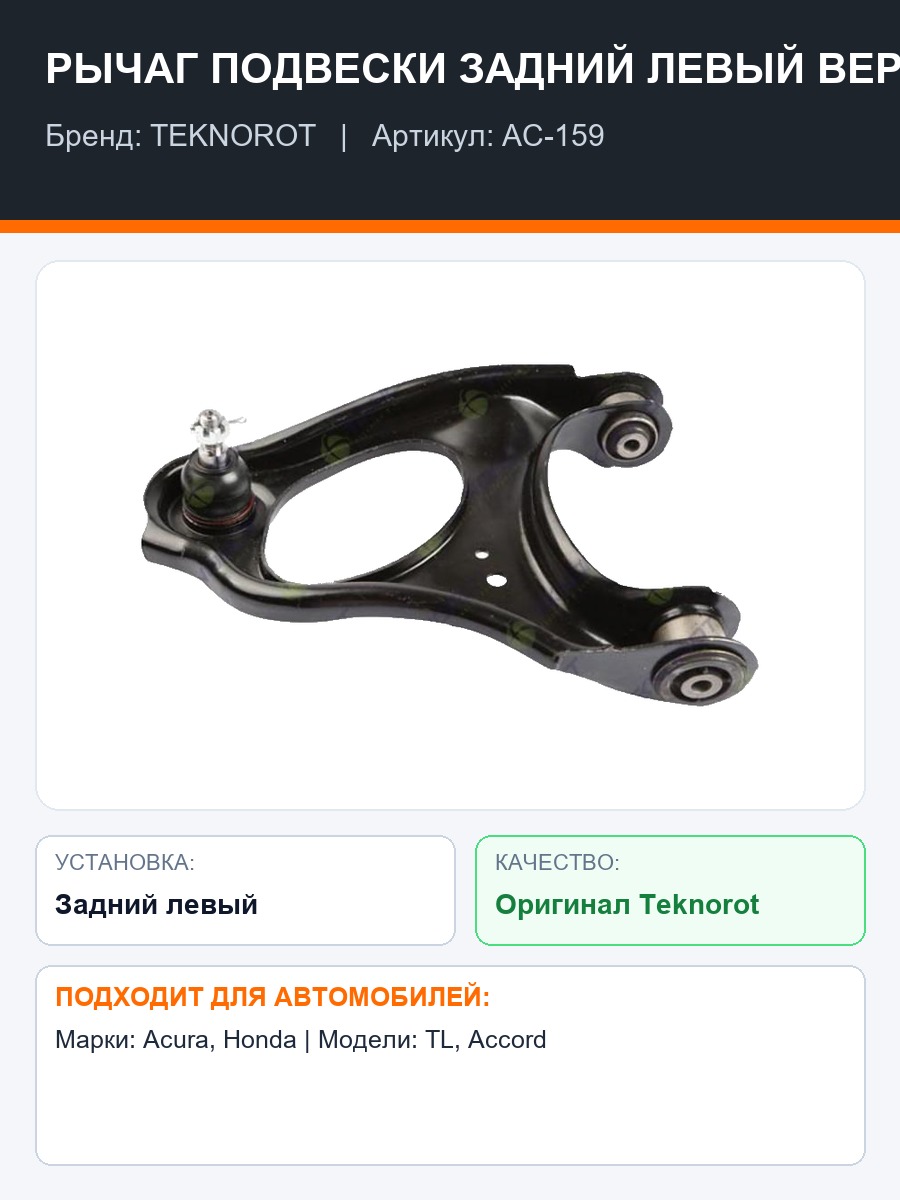 РЫЧАГ ПОДВЕСКИ ЗАДНИЙ ЛЕВЫЙ ВЕР
Бренд: TEKNOROT | Артикул: AC-159
УСТАНОВКА:
Задний левый
КАЧЕСТВО:
Оригинал Teknorot
ПОДХОДИТ ДЛЯ АВТОМОБИЛЕЙ:
Марки: Acura, Honda | Модели: TL, Accord